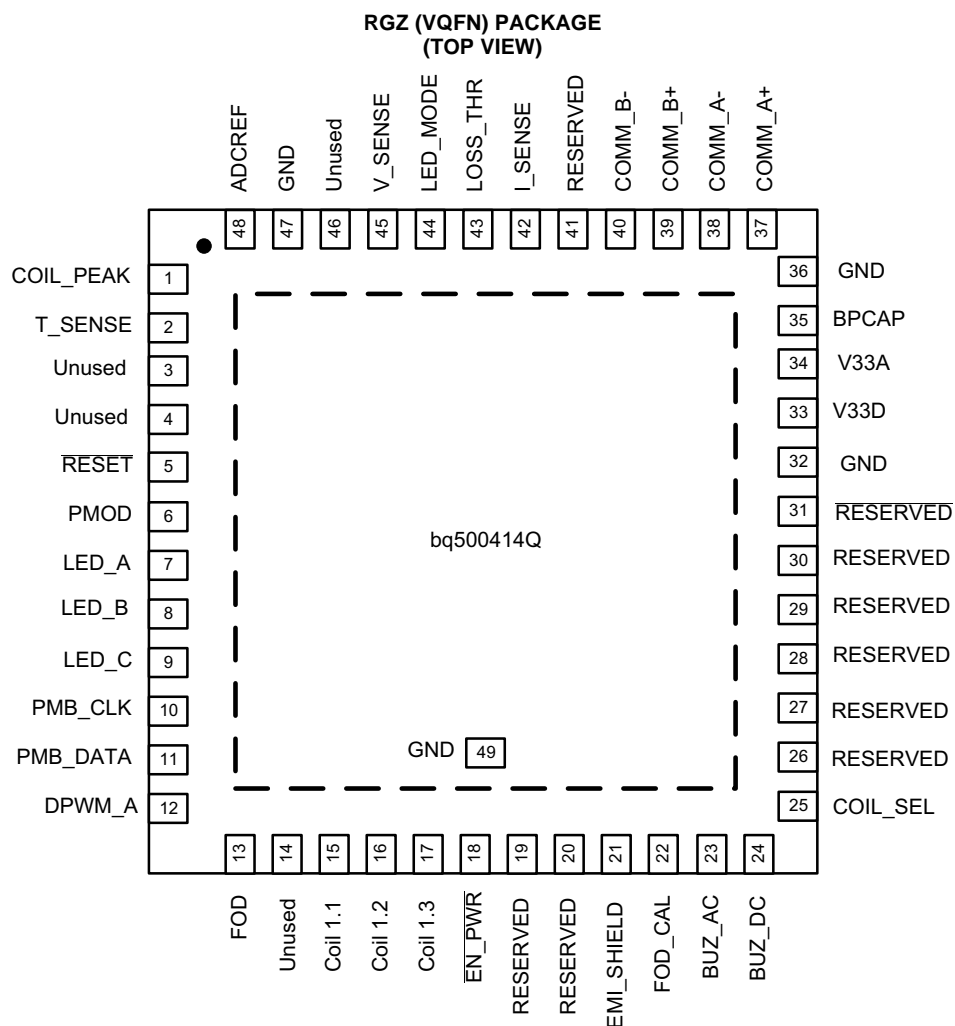 RGZ (VQFN) PACKAGE
(TOP VIEW)
ADCREF
GND
Unused
V_SENSE
LED_MODE
LOSS_THR
I_SENSE
RESERVED
COMM_B-
COMM_B+
COMM_A-
COMM_A+
48
47
46
45
44
43
42
41
40
39
38
37
COIL_PEAK 1
T_SENSE 2
Unused 3
Unused 4
RESET 5
PMOD 6
LED_A 7
LED_B 8
LED_C 9
PMB_CLK 10
PMB_DATA 11
DPWM_A 12
bq500414Q
GND 49
36 GND
35 BPCAP
34 V33A
33 V33D
32 GND
31 RESERVED
30 RESERVED
29 RESERVED
28 RESERVED
27 RESERVED
26 RESERVED
25 COIL_SEL
13
14
15
16
17
18
19
20
21
22
23
24
FOD
Unused
Coil 1.1
Coil 1.2
Coil 1.3
EN_PWR
RESERVED
RESERVED
EMI_SHIELD
FOD_CAL
BUZ_AC
BUZ_DC